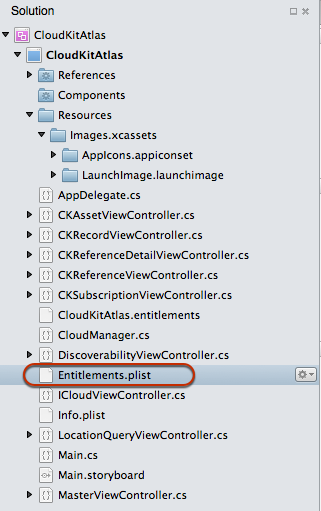 Solution
CloudKitAtlas
CloudKitAtlas
References
Components
Resources
Images.xcassets
AppIcons.appiconset
LaunchImage.launchimage
AppDelegate.cs
CKAssetViewController.cs
CKRecordViewController.cs
CKReferenceDetailViewController.cs
CKReferenceViewController.cs
CKSubscriptionViewController.cs
CloudKitAtlas.entitlements
CloudManager.cs
DiscoverabilityViewController.cs
Entitlements.plist
ICloudViewController.cs
Info.plist
LocationQueryViewController.cs
Main.cs
Main.storyboard
MasterViewController.cs